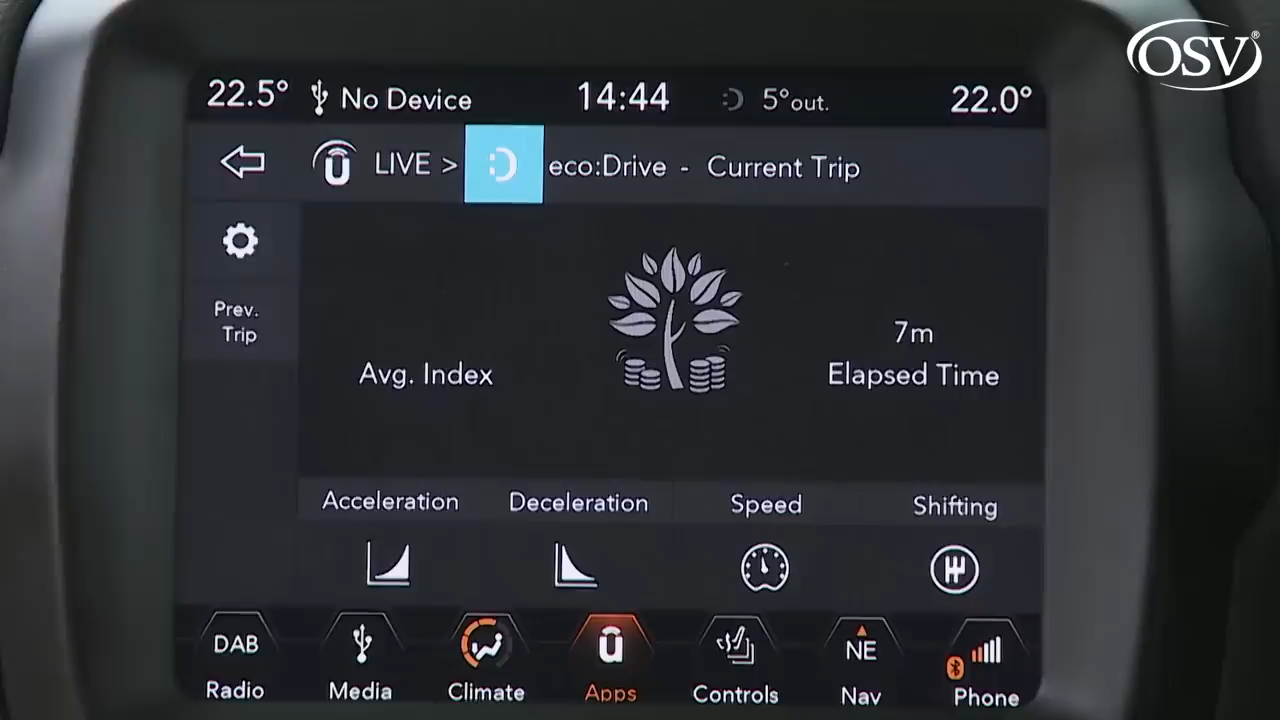 OSV®
22.5° No Device 14:44 5°out. 22.0°
LIVE > eco:Drive - Current Trip
Prev.
Trip
7m
Avg. Index Elapsed Time
Acceleration Deceleration Speed Shifting
DAB NE
Radio Media Climate Apps Controls Nav Phone